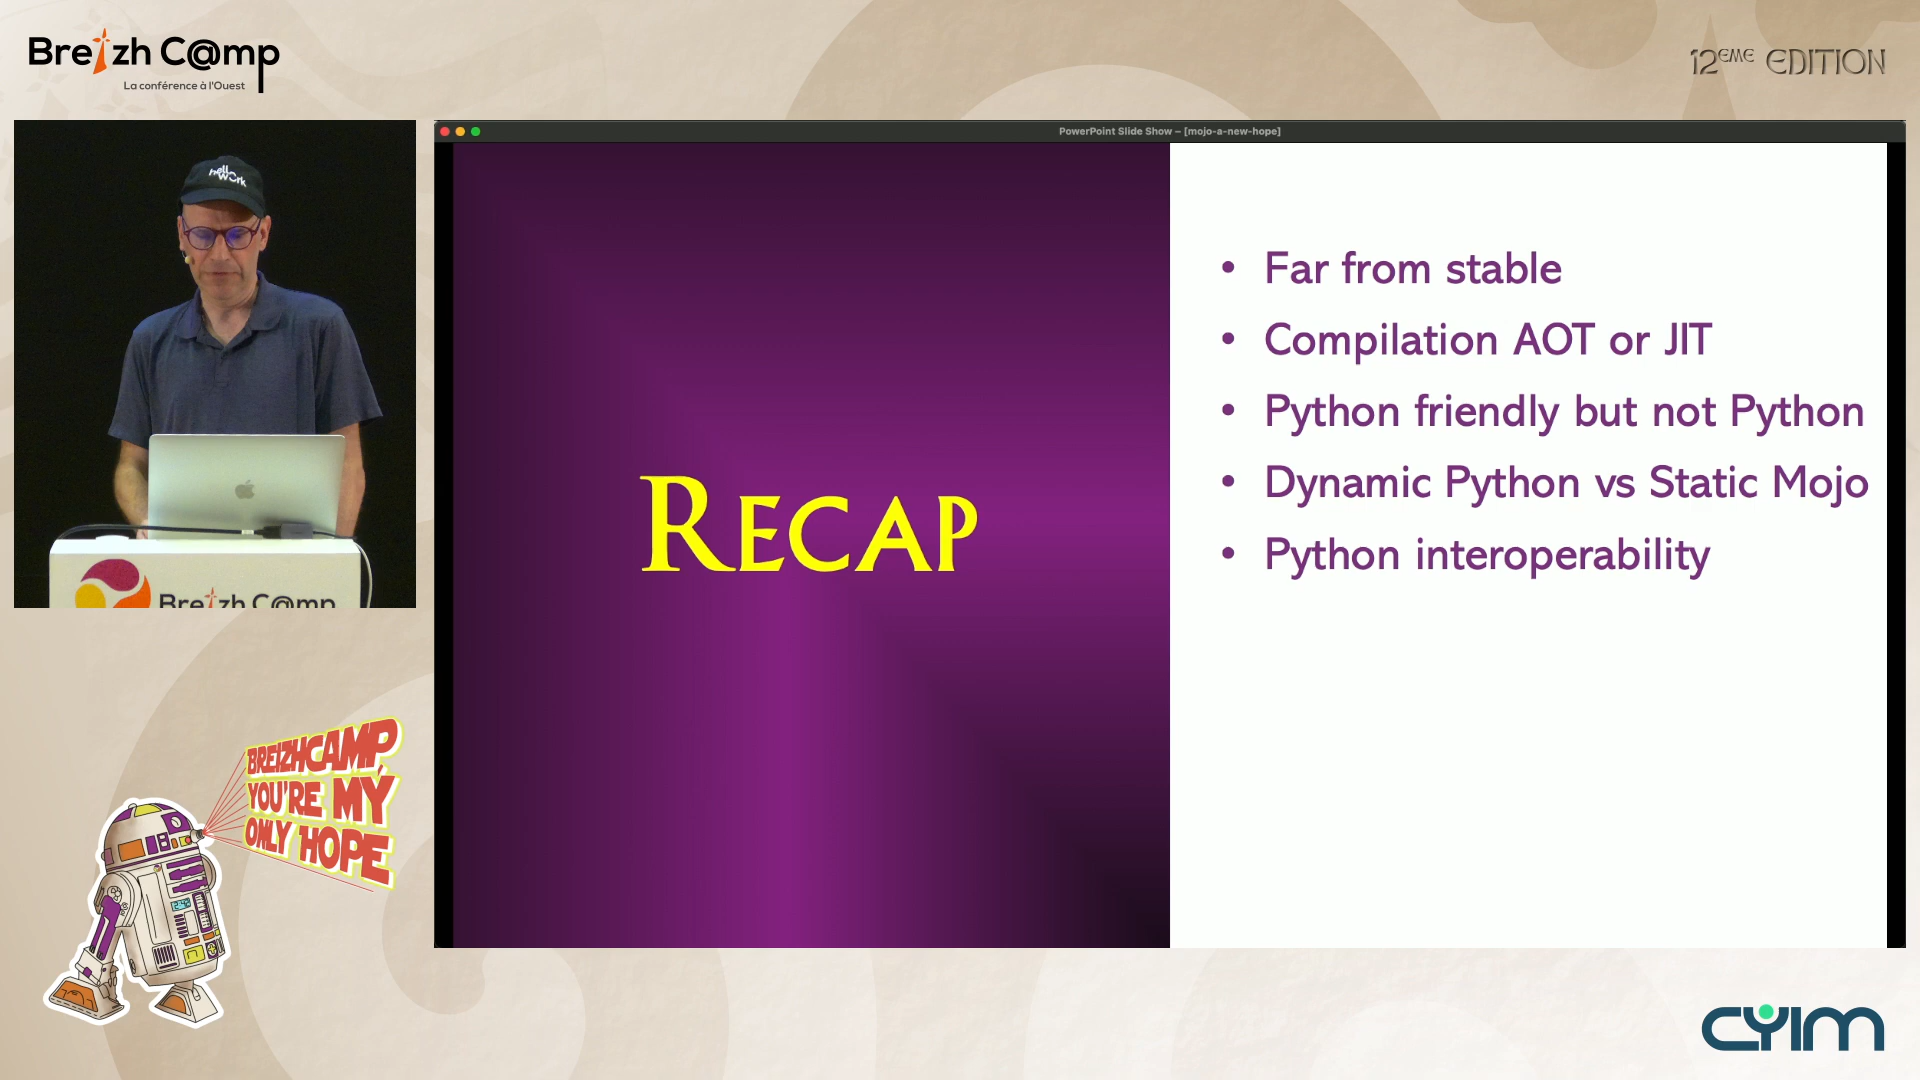 Breizh C@mp
La conférence à l'Ouest
12ÈME EDITION
hello
work
Breizh C@mp
PowerPoint Slide Show – [mojo-a-new-hope]
RECAP
• Far from stable
• Compilation AOT or JIT
• Python friendly but not Python
• Dynamic Python vs Static Mojo
• Python interoperability
BREIZHCAMP,
YOU'RE MY
ONLY HOPE
CYIM